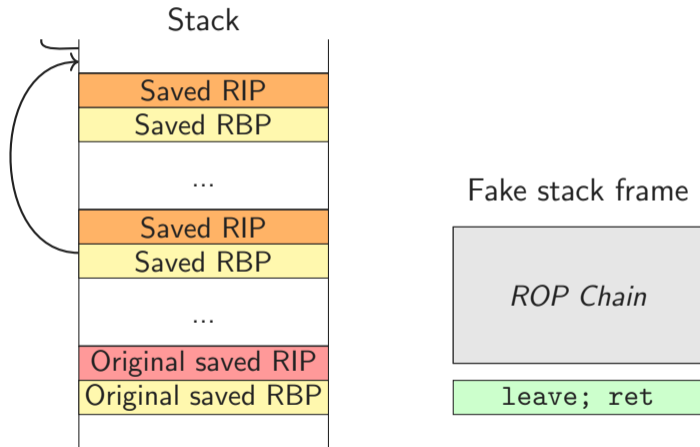 Stack
Saved RIP
Saved RBP
...
Saved RIP
Saved RBP
...
Original saved RIP
Original saved RBP
Fake stack frame
ROP Chain
leave; ret